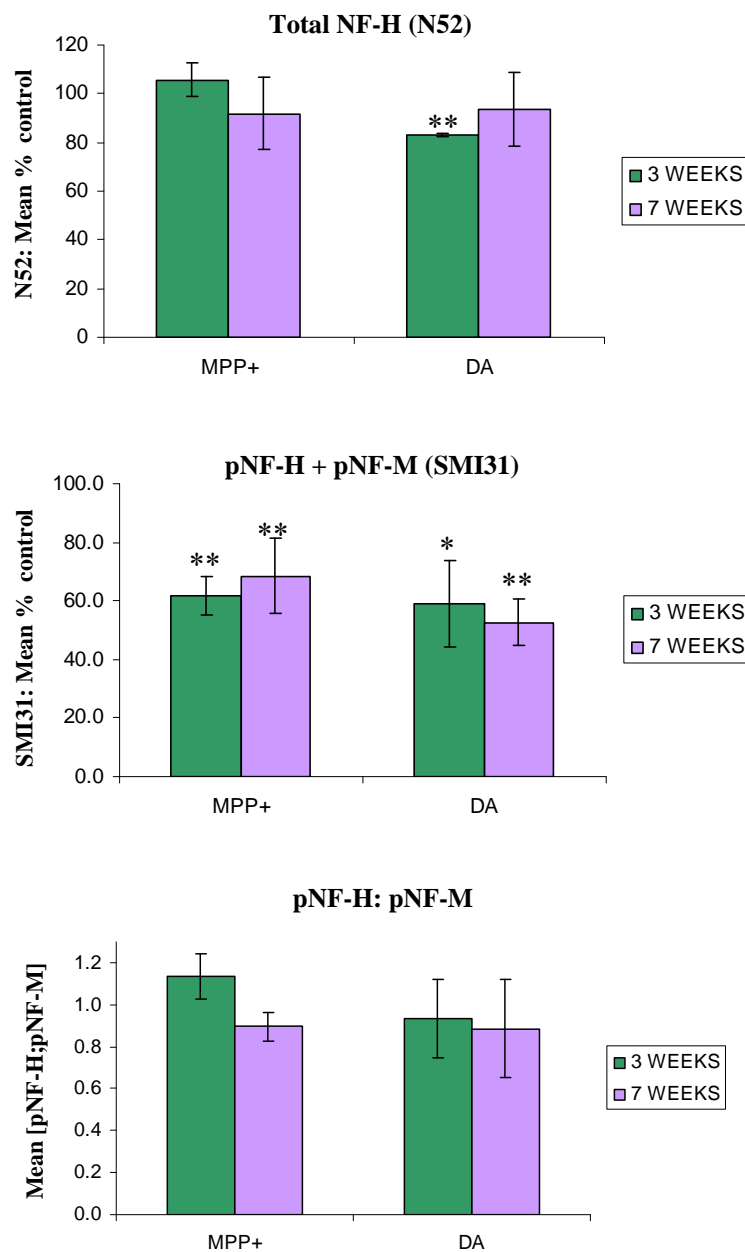 Total NF-H (N52)
120
100
80
60
40
20
0
N52: Mean % control
**
MPP+
DA
3 WEEKS
7 WEEKS
pNF-H + pNF-M (SMI31)
100.0
80.0
60.0
40.0
20.0
0.0
SMI31: Mean % control
**
**
*
**
MPP+
DA
3 WEEKS
7 WEEKS
pNF-H: pNF-M
1.2
1.0
0.8
0.6
0.4
0.2
0.0
Mean [pNF-H;pNF-M]
MPP+
DA
3 WEEKS
7 WEEKS